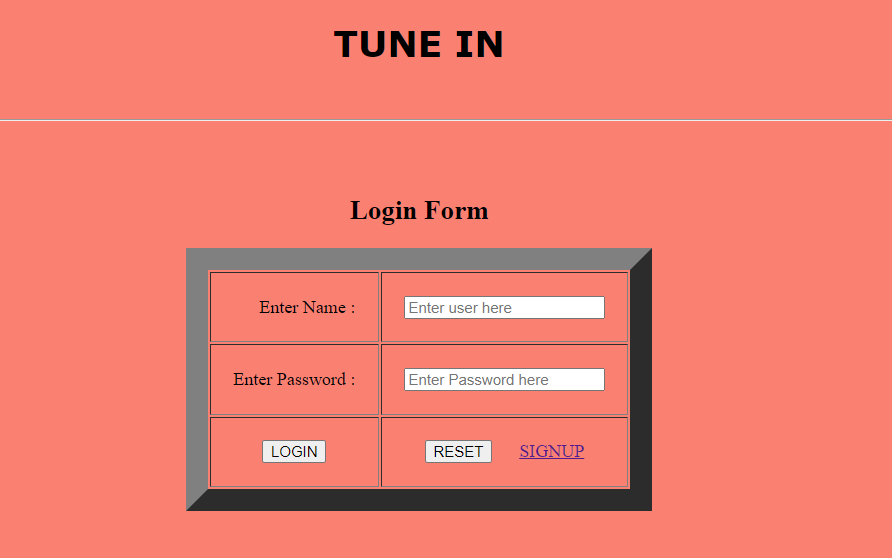 TUNE IN
Login Form
Enter Name : Enter user here
Enter Password : Enter Password here
LOGIN RESET SIGNUP